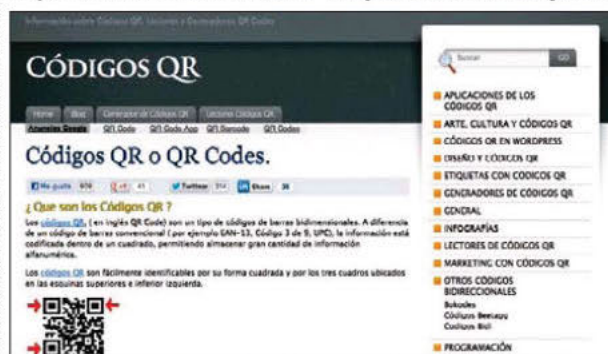 Información sobre Códigos QR, Lectores y Generadores QR Codes
CÓDIGOS QR
Home Blog Generador de Códigos QR Lectores Códigos QR
Anuncios Google QR Code QR Code App QR Barcode QR Codes
Códigos QR o QR Codes.
Me gusta +1 Twittear Share
¿ Que son los Códigos QR ?
Los códigos QR, ( en inglés QR Code) son un tipo de códigos de barras bidimensionales. A diferencia
de un código de barras convencional ( por ejemplo EAN-13, Código 3 de 9, UPC), la información está
codificada dentro de un cuadrado, permitiendo almacenar gran cantidad de información
alfanumérica.
Los códigos QR son fácilmente identificables por su forma cuadrada y por los tres cuadros ubicados
en las esquinas superiores e inferior izquierda.
Buscar GO
APLICACIONES DE LOS
CÓDIGOS QR
ARTE, CULTURA Y CÓDIGOS QR
CÓDIGOS QR EN WORDPRESS
DISEÑO Y CÓDIGOS QR
ETIQUETAS CON CÓDIGOS QR
GENERADORES DE CÓDIGOS QR
GENERAL
INFOGRAFÍAS
LECTORES DE CÓDIGOS QR
MARKETING CON CÓDIGOS QR
OTROS CÓDIGOS
BIDIRECCIONALES
Bokodes
Códigos Beetagg
Codigos Bidi
PROGRAMACIÓN